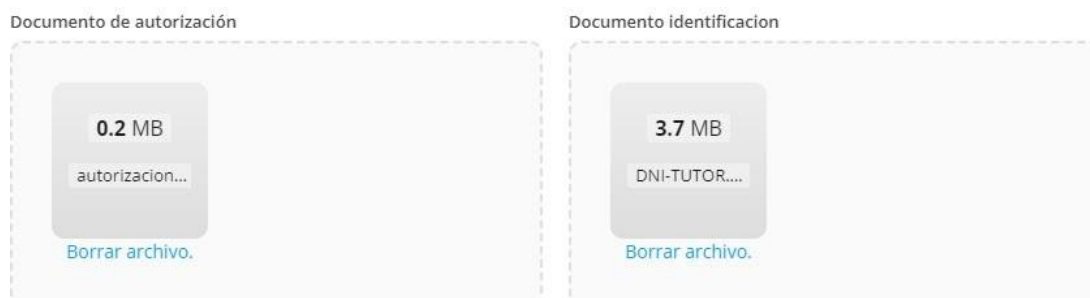 Documento de autorización
Documento identificacion
0.2 MB
autorizacion...
Borrar archivo.
3.7 MB
DNI-TUTOR....
Borrar archivo.